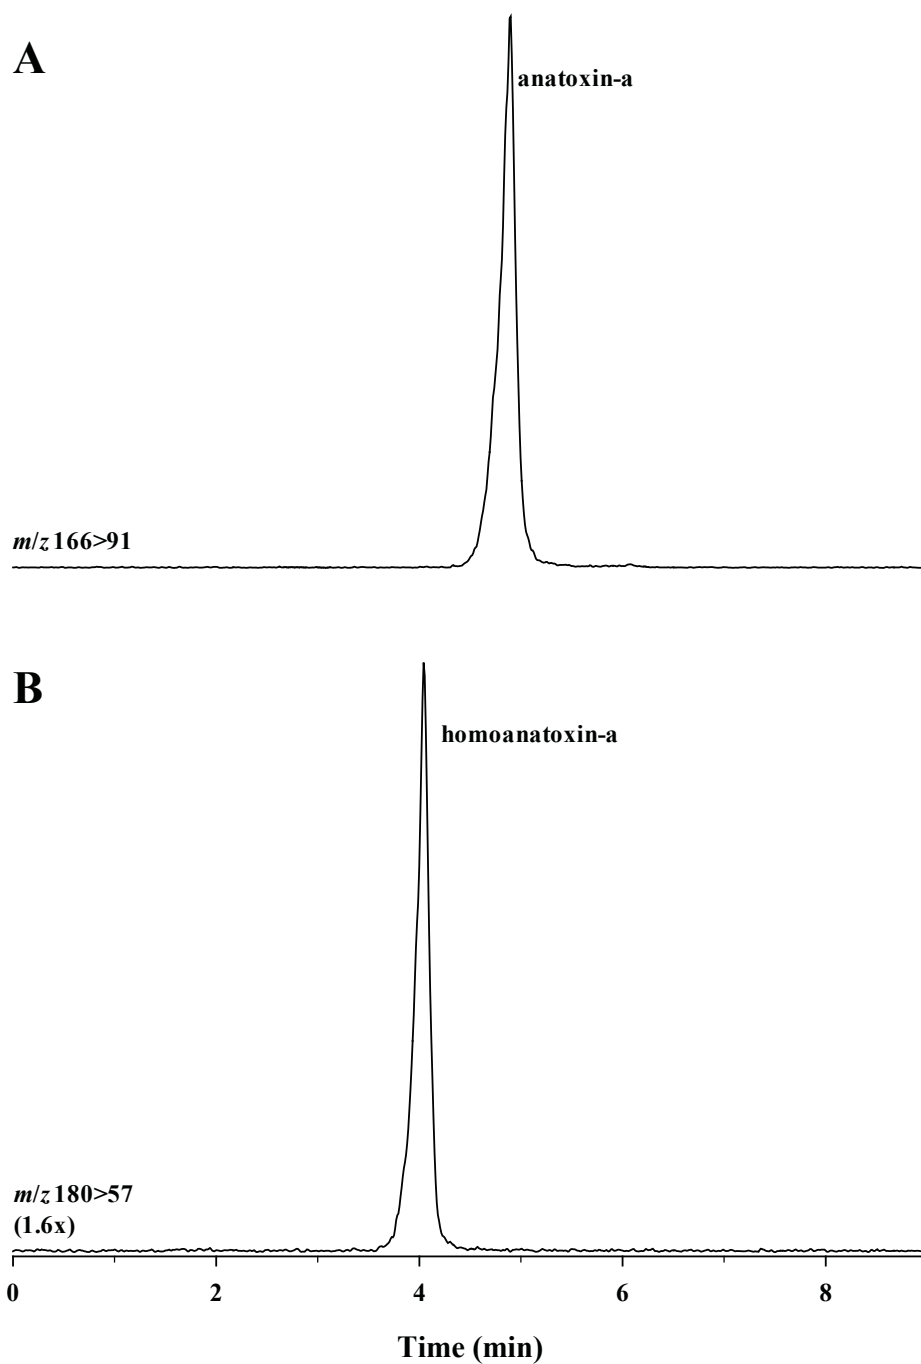 A
anatoxin-a
m/z 166>91
B
homoanatoxin-a
m/z 180>57
(1.6x)
0 2 4 6 8
Time (min)